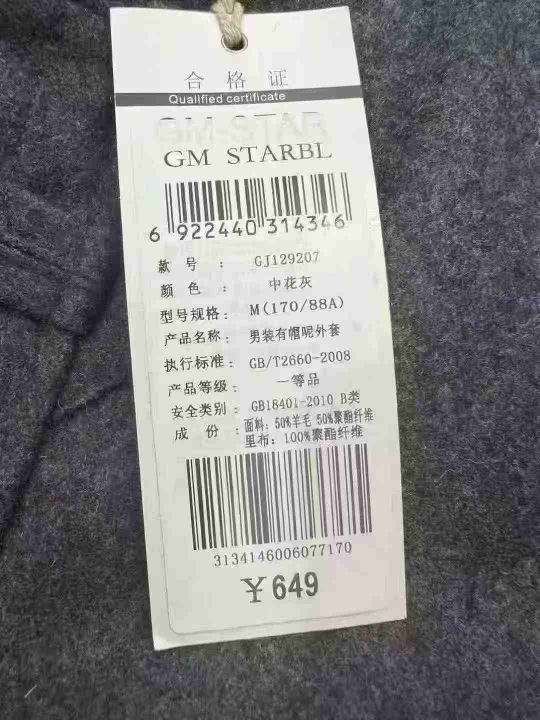 合格证
Qualified certificate
GM-STAR
GM STARBL
6 922440 314346
款号: GJ129207
颜色: 中花灰
型号规格: M(170/88A)
产品名称: 男装有帽呢外套
执行标准: GB/T2660-2008
产品等级: 一等品
安全类别: GB18401-2010 B类
成份: 面料: 50%羊毛 50%聚酯纤维
里布: 100%聚酯纤维
3134146006077170
￥649